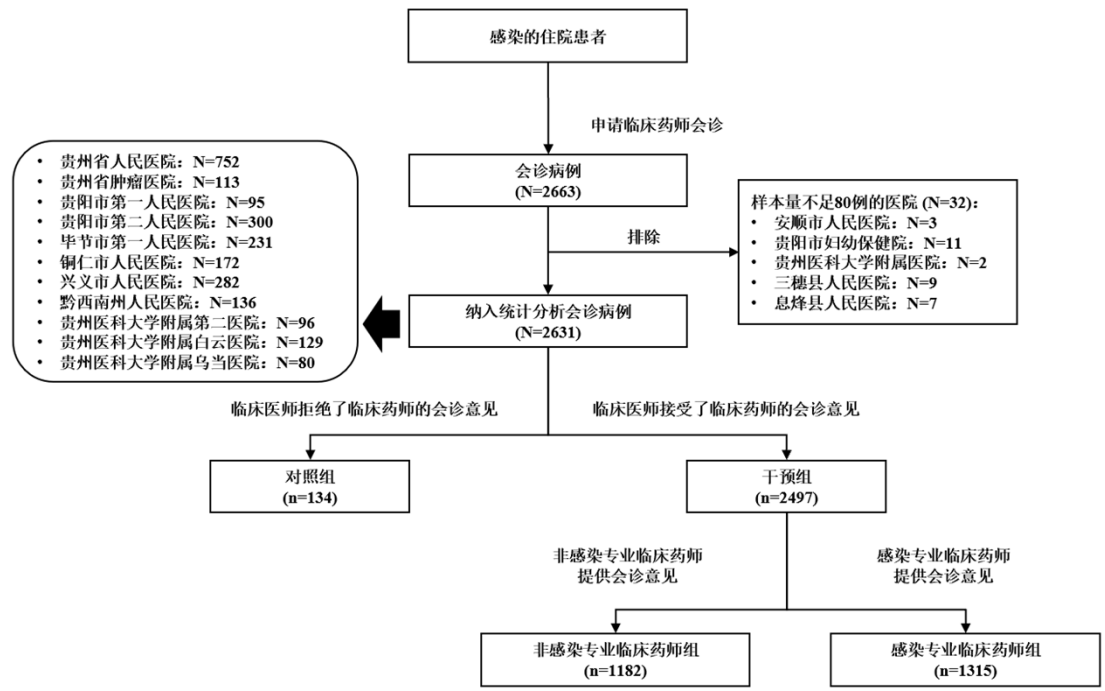 感染的住院患者
申请临床药师会诊
会诊病例
(N=2663)
• 贵州省人民医院：N=752
• 贵州省肿瘤医院：N=113
• 贵阳市第一人民医院：N=95
• 贵阳市第二人民医院：N=300
• 毕节市第一人民医院：N=231
• 铜仁市人民医院：N=172
• 兴义市人民医院：N=282
• 黔西南州人民医院：N=136
• 贵州医科大学附属第二医院：N=96
• 贵州医科大学附属白云医院：N=129
• 贵州医科大学附属乌当医院：N=80
排除
样本量不足80例的医院 (N=32)：
• 安顺市人民医院：N=3
• 贵阳市妇幼保健院：N=11
• 贵州医科大学附属医院：N=2
• 三穗县人民医院：N=9
• 息烽县人民医院：N=7
纳入统计分析会诊病例
(N=2631)
临床医师拒绝了临床药师的会诊意见
临床医师接受了临床药师的会诊意见
对照组
(n=134)
干预组
(n=2497)
非感染专业临床药师
提供会诊意见
感染专业临床药师
提供会诊意见
非感染专业临床药师组
(n=1182)
感染专业临床药师组
(n=1315)